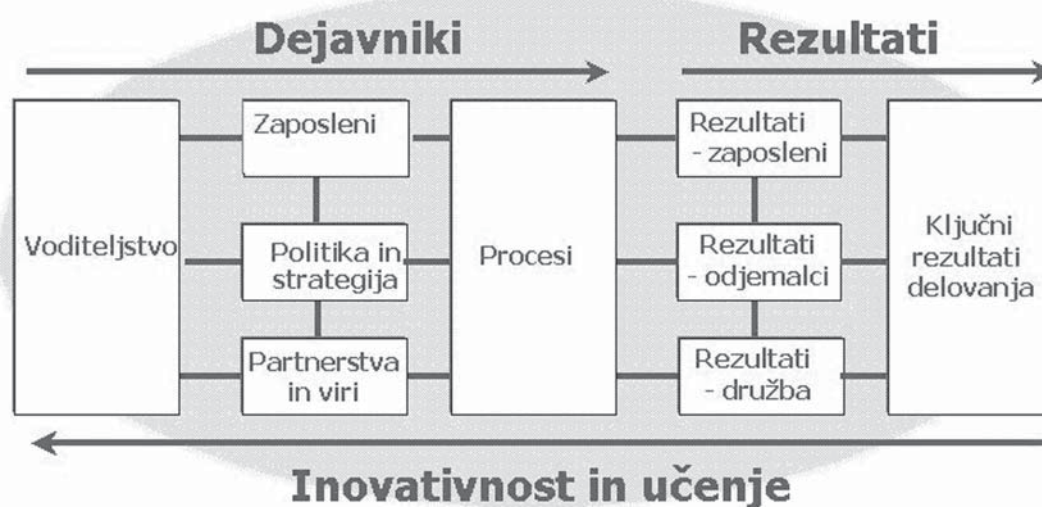 Dejavniki
Rezultati
Voditeljstvo
Zaposleni
Politika in
strategija
Partnerstva
in viri
Procesi
Rezultati
- zaposleni
Rezultati
- odjemalci
Rezultati
- družba
Ključni
rezultati
delovanja
Inovativnost in učenje